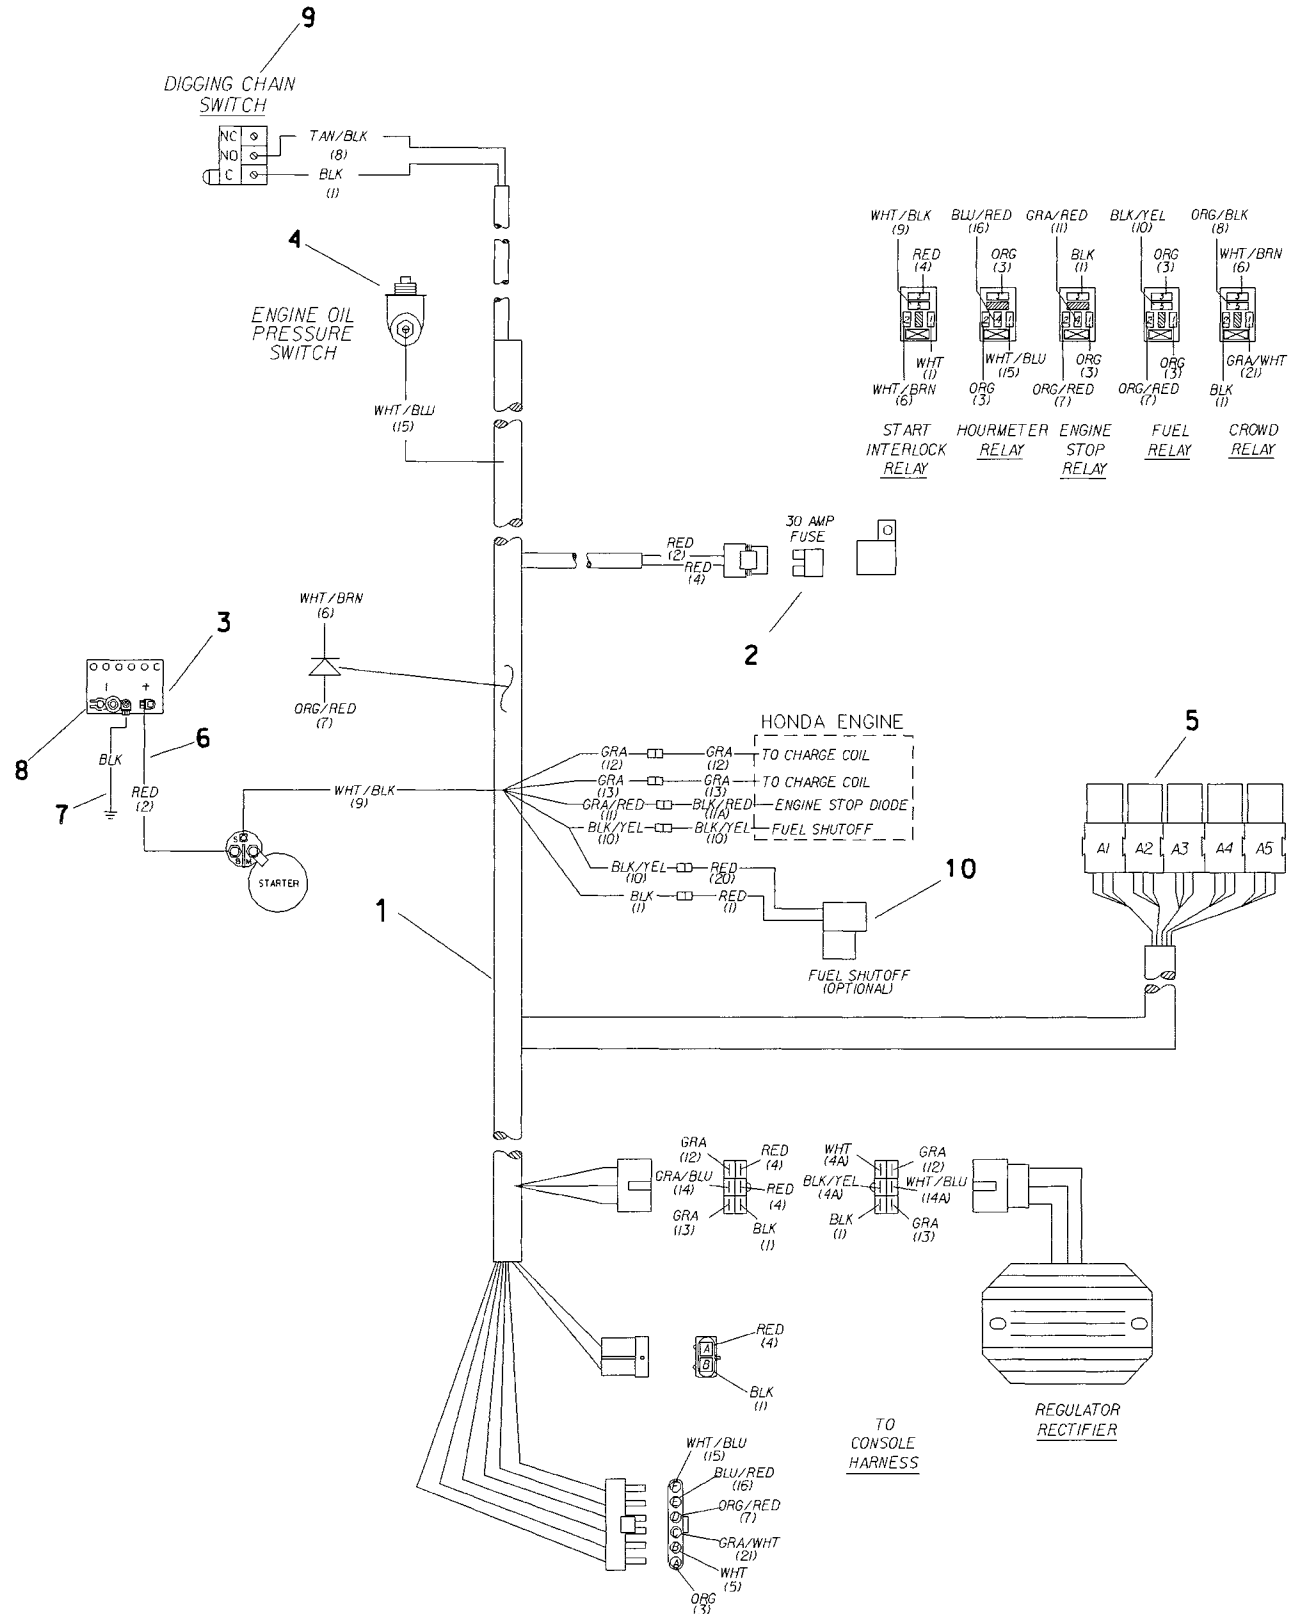 9
DIGGING CHAIN
SWITCH
NC
NO
C
TAN/BLK
(8)
BLK
(1)
4
ENGINE OIL
PRESSURE
SWITCH
WHT/BLU
(15)
WHT/BLK
(9)
RED
(4)
WHT
(1)
WHT/BRN
(6)
START
INTERLOCK
RELAY
BLU/RED
(16)
ORG
(3)
WHT/BLU
(15)
ORG
(3)
HOURMETER
RELAY
GRA/RED
(11)
BLK
(1)
ORG
(3)
ORG/RED
(7)
ENGINE
STOP
RELAY
BLK/YEL
(10)
ORG
(3)
ORG
(3)
ORG/RED
(7)
FUEL
RELAY
ORG/BLK
(8)
WHT/BRN
(6)
GRA/WHT
(21)
BLK
(1)
CROWD
RELAY
RED
(2)
RED
(4)
30 AMP
FUSE
2
WHT/BRN
(6)
ORG/RED
(7)
3
8
BLK
7
6
RED
(2)
WHT/BLK
(9)
S
B
M
STARTER
1
HONDA ENGINE
GRA
(12)
GRA
(12)
TO CHARGE COIL
GRA
(13)
GRA
(13)
TO CHARGE COIL
GRA/RED
(11)
BLK/RED
(11A)
ENGINE STOP DIODE
BLK/YEL
(10)
BLK/YEL
(10)
FUEL SHUTOFF
BLK/YEL
(10)
RED
(20)
BLK
(1)
RED
(1)
10
FUEL SHUTOFF
(OPTIONAL)
5
A1 A2 A3 A4 A5
GRA
(12)
RED
(4)
GRA/BLU
(14)
RED
(4)
GRA
(13)
BLK
(1)
WHT
(4A)
GRA
(12)
BLK/YEL
(4A)
WHT/BLU
(14A)
BLK
(1)
GRA
(13)
REGULATOR
RECTIFIER
A
B
RED
(4)
BLK
(1)
TO
CONSOLE
HARNESS
F
E
D
C
B
A
WHT/BLU
(15)
BLU/RED
(16)
ORG/RED
(7)
GRA/WHT
(21)
WHT
(5)
ORG
(3)